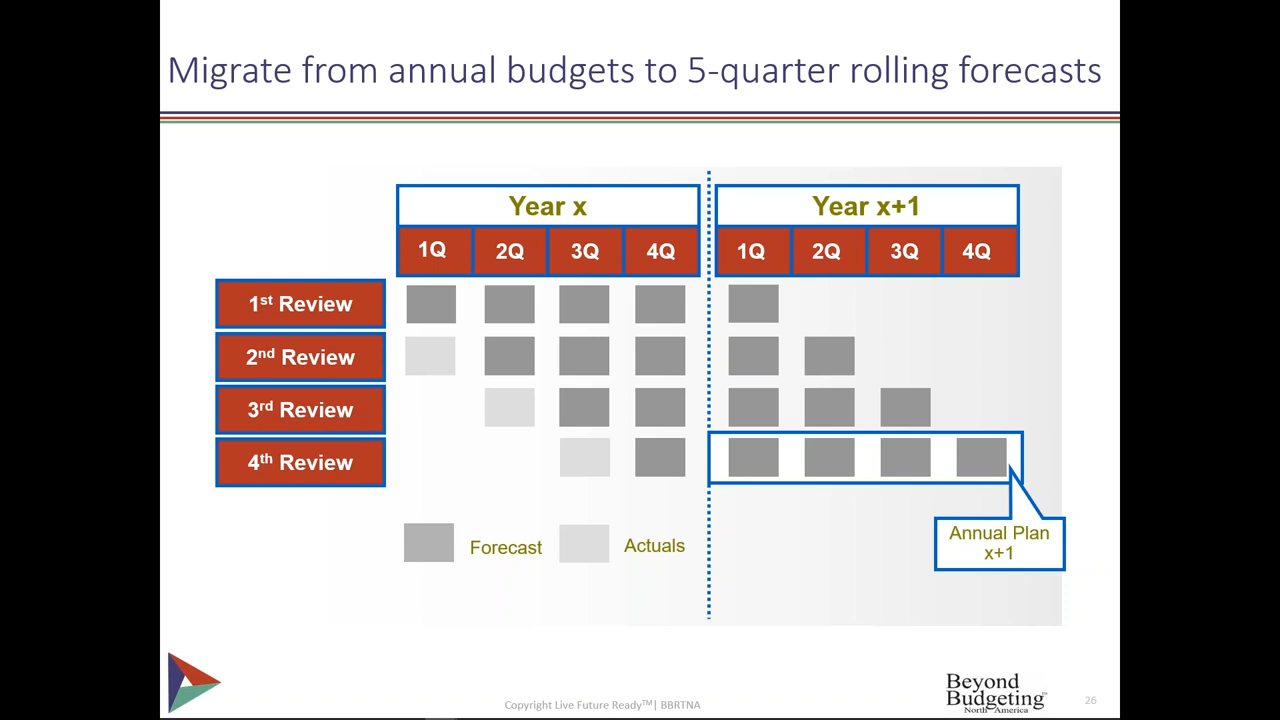 Migrate from annual budgets to 5-quarter rolling forecasts
Year x
Year x+1
1Q 2Q 3Q 4Q 1Q 2Q 3Q 4Q
1st Review
2nd Review
3rd Review
4th Review
Forecast
Actuals
Annual Plan
x+1
Copyright Live Future Ready™| BBRTNA
Beyond
Budgeting™
North America
26